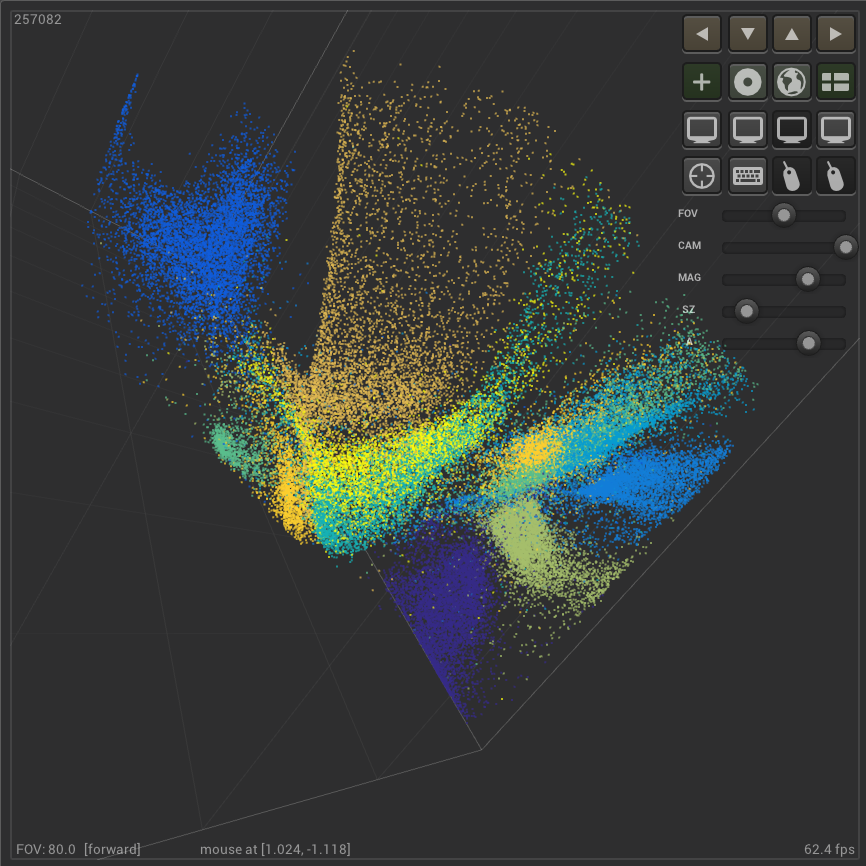 257082
FOV
CAM
MAG
SZ
A
FOV: 80.0 [forward]
mouse at [1.024, -1.118]
62.4 fps